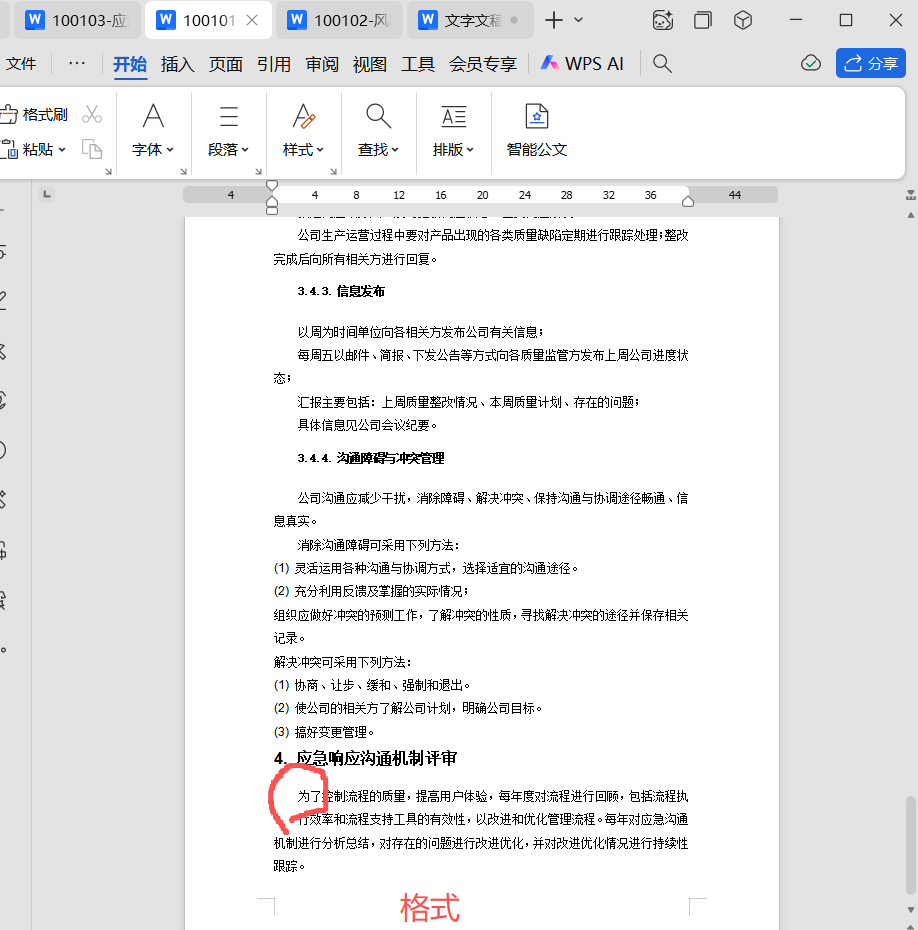 100103-应
100101
100102-风
文字文稿
文件
开始
插入
页面
引用
审阅
视图
工具
会员专享
WPS AI
分享
格式刷
粘贴
字体
段落
样式
查找
排版
智能公文
4 4 8 12 16 20 24 28 32 36 44
公司生产运营过程中要对产品出现的各类质量缺陷定期进行跟踪处理;整改
完成后向所有相关方进行回复。
3.4.3. 信息发布
以周为时间单位向各相关方发布公司有关信息;
每周五以邮件、简报、下发公告等方式向各质量监管方发布上周公司进度状
态;
汇报主要包括：上周质量整改情况、本周质量计划、存在的问题;
具体信息见公司会议纪要。
3.4.4. 沟通障碍与冲突管理
公司沟通应减少干扰，消除障碍、解决冲突、保持沟通与协调途径畅通、信
息真实。
消除沟通障碍可采用下列方法：
(1) 灵活运用各种沟通与协调方式，选择适宜的沟通途径。
(2) 充分利用反馈及掌握的实际情况;
组织应做好冲突的预测工作，了解冲突的性质，寻找解决冲突的途径并保存相关
记录。
解决冲突可采用下列方法：
(1) 协商、让步、缓和、强制和退出。
(2) 使公司的相关方了解公司计划，明确公司目标。
(3) 搞好变更管理。
4. 应急响应沟通机制评审
为了控制流程的质量，提高用户体验，每年度对流程进行回顾，包括流程执
行效率和流程支持工具的有效性，以改进和优化管理流程。每年对应急沟通
机制进行分析总结，对存在的问题进行改进优化，并对改进优化情况进行持续性
跟踪。
格式